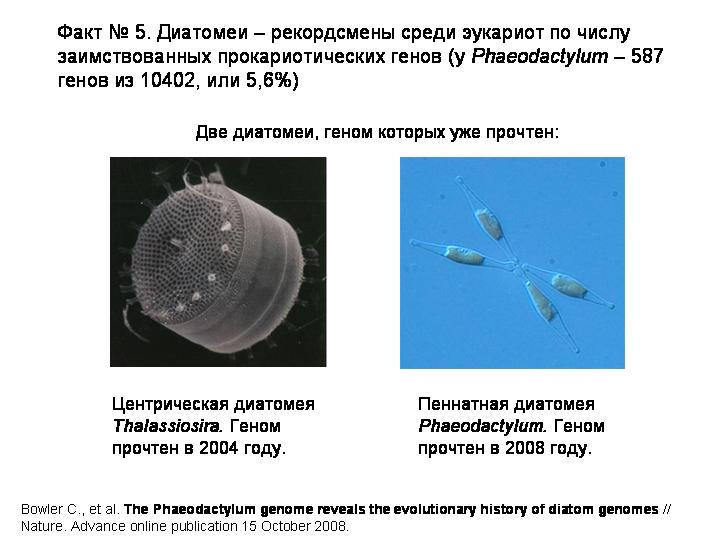 Факт № 5. Диатомеи – рекордсмены среди эукариот по числу
заимствованных прокариотических генов (у Phaeodactylum – 587
генов из 10402, или 5,6%)
Две диатомеи, геном которых уже прочтен:
Центрическая диатомея
Thalassiosira. Геном
прочтен в 2004 году.
Пеннатная диатомея
Phaeodactylum. Геном
прочтен в 2008 году.
Bowler C., et al. The Phaeodactylum genome reveals the evolutionary history of diatom genomes //
Nature. Advance online publication 15 October 2008.